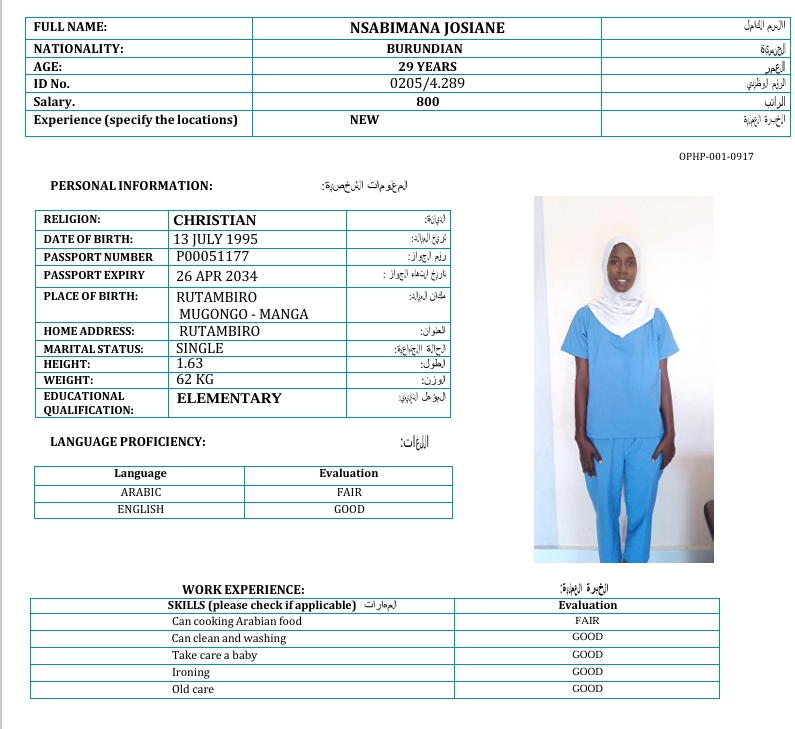 FULL NAME: NSABIMANA JOSIANE الاسم الكامل
NATIONALITY: BURUNDIAN الجنسية
AGE: 29 YEARS العمر
ID No. 0205/4.289 الرقم الوظيفي
Salary. 800 الراتب
Experience (specify the locations) NEW الخبرة العملية
OPHP-001-0917
PERSONAL INFORMATION: المعلومات الشخصية:
RELIGION: CHRISTIAN الديانة:
DATE OF BIRTH: 13 JULY 1995 تاريخ الميلاد:
PASSPORT NUMBER P00051177 رقم الجواز:
PASSPORT EXPIRY 26 APR 2034 تاريخ انتهاء الجواز :
PLACE OF BIRTH: RUTAMBIRO مكان الميلاد:
MUGONGO - MANGA
HOME ADDRESS: RUTAMBIRO العنوان:
MARITAL STATUS: SINGLE الحالة الاجتماعية:
HEIGHT: 1.63 الطول:
WEIGHT: 62 KG الوزن:
EDUCATIONAL ELEMENTARY المؤهل التعليمي:
QUALIFICATION:
LANGUAGE PROFICIENCY: اللغات:
Language Evaluation
ARABIC FAIR
ENGLISH GOOD
WORK EXPERIENCE: الخبرة العملية:
SKILLS (please check if applicable) المهارات Evaluation
Can cooking Arabian food FAIR
Can clean and washing GOOD
Take care a baby GOOD
Ironing GOOD
Old care GOOD